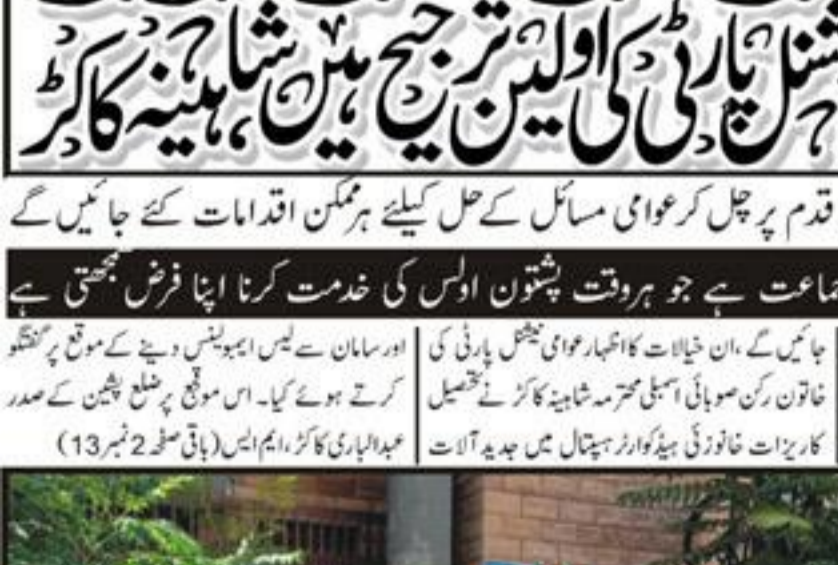 شنل پارٹی کی اولین ترجیح ہیں، شاہینہ کاکڑ
قدم پر چل کر عوامی مسائل کے حل کیلئے ہر ممکن اقدامات کئے جائیں گے
ماعت ہے جو ہر وقت پشتون اولس کی خدمت کرنا اپنا فرض سمجھتی ہے
جائیں گے ،ان خیالات کا اظہار عوامی نیشنل پارٹی کی
خاتون رکن صوبائی اسمبلی محترمہ شاہینہ کاکڑ نے تحصیل
کاریزات خانوزئی ہیڈکوارٹر ہسپتال میں جدید آلات
اور سامان سے لیس ایمبولینس دینے کے موقع پر گفتگو
کرتے ہوئے کیا۔ اس موقع پر ضلع پشین کے صدر
عبدالباری کاکڑ ،ایم ایس (باقی صفحہ 2 نمبر 13)